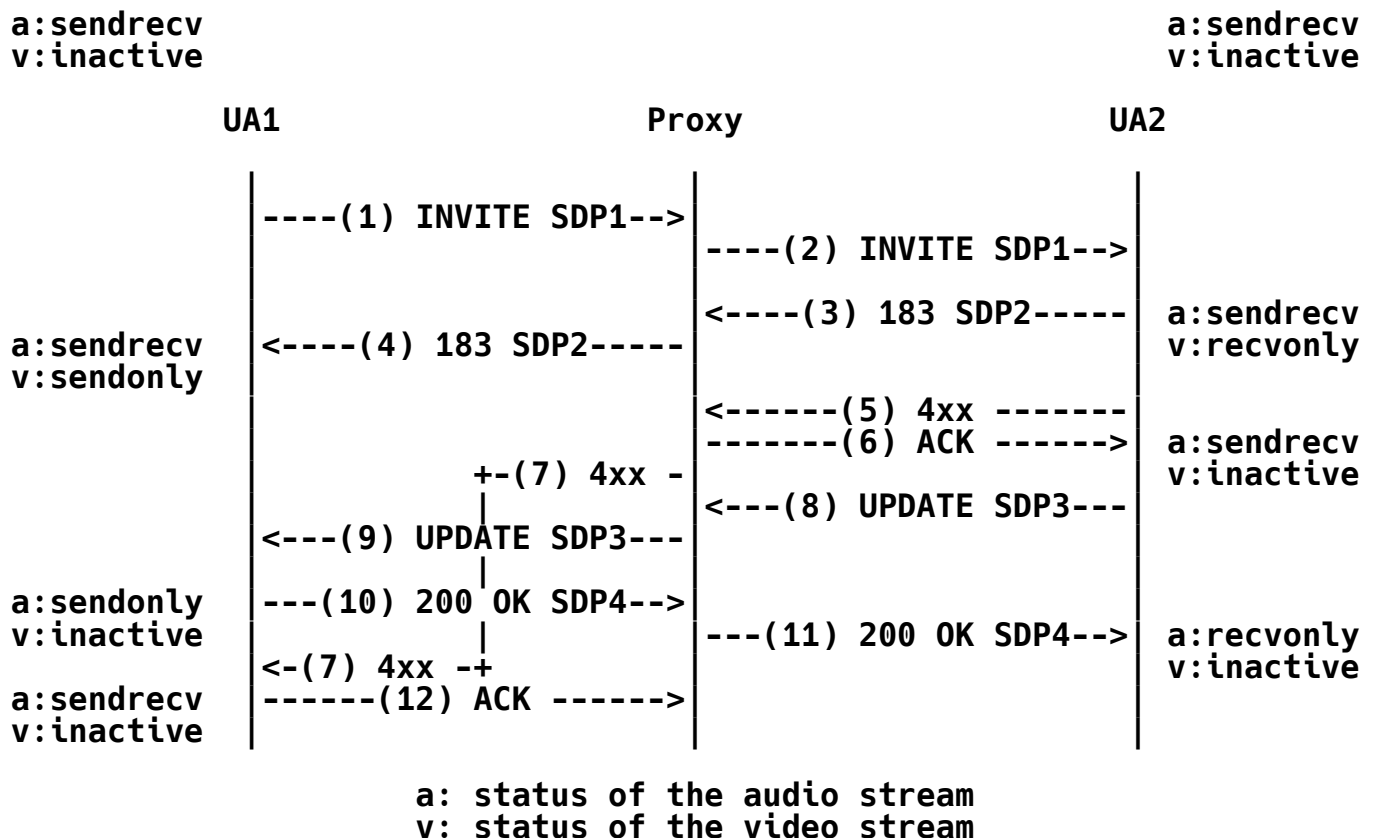 a:sendrecv                                                  a:sendrecv
v:inactive                                                  v:inactive
           UA1                   Proxy                   UA2
            |                      |                      |
            |----(1) INVITE SDP1-->|                      |
            |                      |----(2) INVITE SDP1-->|
            |                      |<----(3) 183 SDP2-----| a:sendrecv
a:sendrecv  |<----(4) 183 SDP2-----|                      | v:recvonly
v:sendonly  |                      |                      |
            |                      |<------(5) 4xx -------|
            |                      |-------(6) ACK ------>| a:sendrecv
            |           +-(7) 4xx -|                      | v:inactive
            |           |          |<---(8) UPDATE SDP3---|
            |<---(9) UPDATE SDP3---|                      |
            |           |          |                      |
a:sendonly  |---(10) 200 OK SDP4-->|                      |
v:inactive  |           |          |---(11) 200 OK SDP4-->| a:recvonly
            |<-(7) 4xx -+          |                      | v:inactive
a:sendrecv  |------(12) ACK ------>|                      |
v:inactive  |                      |                      |
a: status of the audio stream
v: status of the video stream